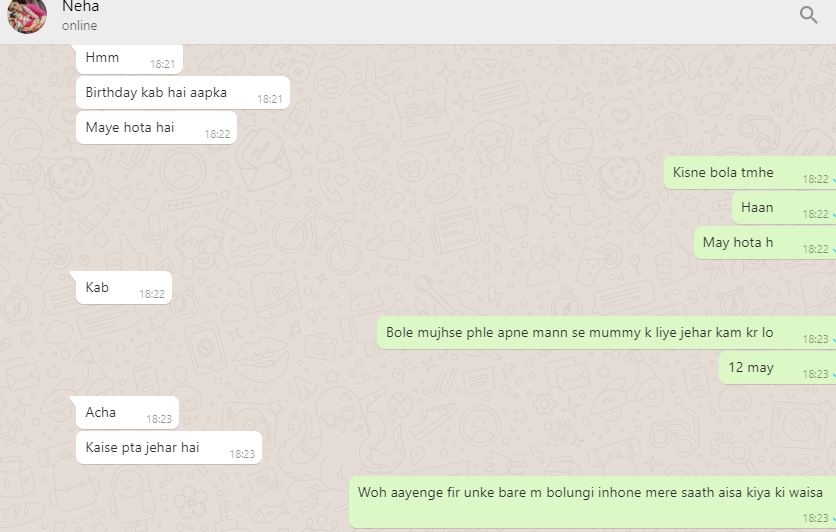 Neha
online
Hmm 18:21
Birthday kab hai aapka 18:21
Maye hota hai 18:22
Kisne bola tmhe 18:22
Haan 18:22
May hota h 18:22
Kab 18:22
Bole mujhse phle apne mann se mummy k liye jehar kam kr lo 18:23
12 may 18:23
Acha 18:23
Kaise pta jehar hai 18:23
Woh aayenge fir unke bare m bolungi inhone mere saath aisa kiya ki waisa
18:23